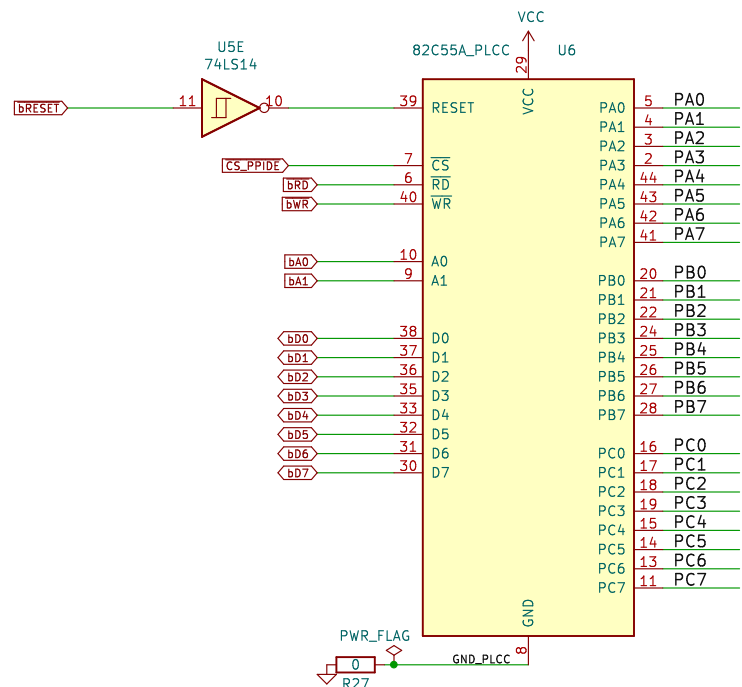 VCC
82C55A_PLCC U6
U5E
74LS14
29
bRESET 11 10 39 RESET VCC PA0 5 PA0
PA1 4 PA1
PA2 3 PA2
CS_PPIDE 7 CS PA3 2 PA3
bRD 6 RD PA4 44 PA4
bWR 40 WR PA5 43 PA5
PA6 42 PA6
PA7 41 PA7
bA0 10 A0
bA1 9 A1 PB0 20 PB0
PB1 21 PB1
PB2 22 PB2
bD0 38 D0 PB3 24 PB3
bD1 37 D1 PB4 25 PB4
bD2 36 D2 PB5 26 PB5
bD3 35 D3 PB6 27 PB6
bD4 33 D4 PB7 28 PB7
bD5 32 D5
bD6 31 D6 PC0 16 PC0
bD7 30 D7 PC1 17 PC1
PC2 18 PC2
PC3 19 PC3
PC4 15 PC4
PC5 14 PC5
PC6 13 PC6
PC7 11 PC7
GND
PWR_FLAG
8
GND_PLCC
0
R27